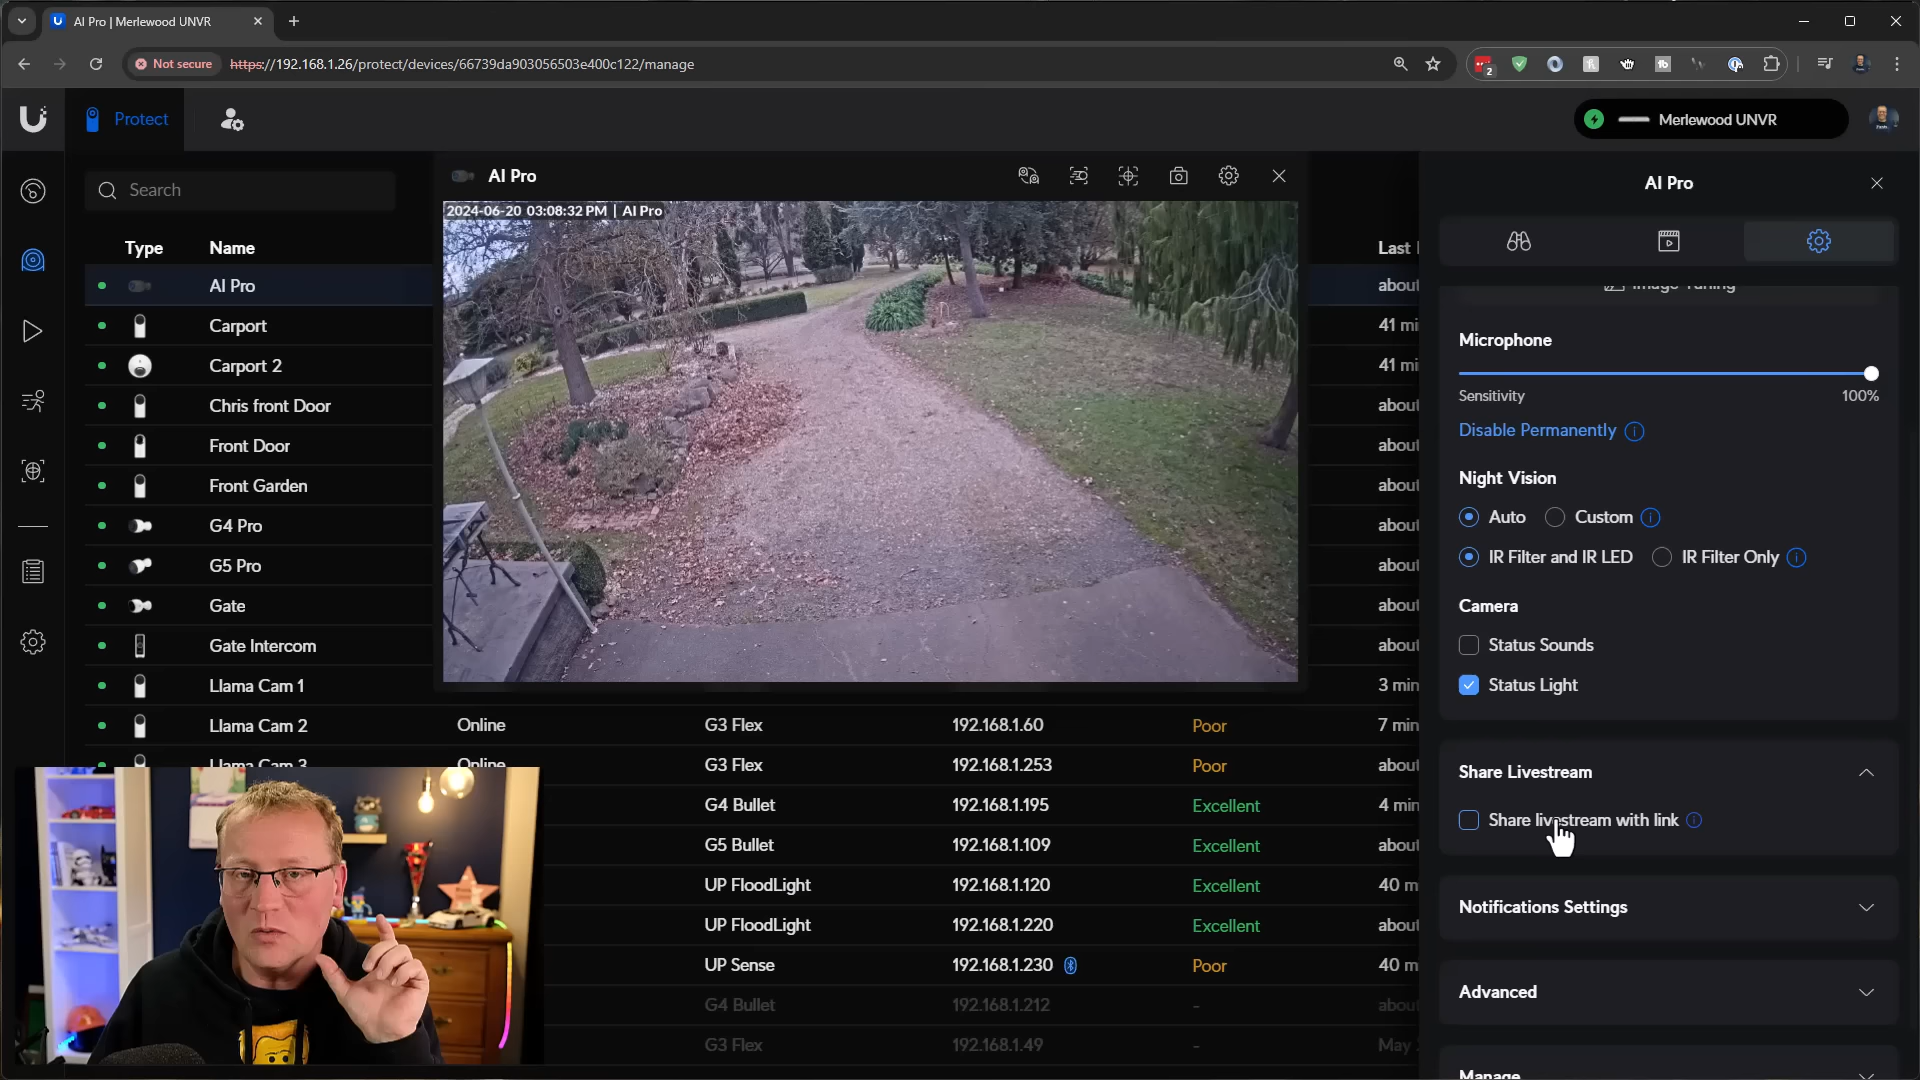 AI Pro | Merlewood UNVR
Not secure
https://192.168.1.26/protect/devices/66739da903056503e400c122/manage
2
Protect
Merlewood UNVR
Search
Type
Name
AI Pro
Carport
Carport 2
Chris front Door
Front Door
Front Garden
G4 Pro
G5 Pro
Gate
Gate Intercom
Llama Cam 1
Llama Cam 2
Llama Cam 3
AI Pro
2024-06-20 03:08:32 PM | AI Pro
Last
about
41 mi
41 mi
about
about
about
about
about
about
about
3 min
Online G3 Flex 192.168.1.60 Poor 7 min
Online G3 Flex 192.168.1.253 Poor about
G4 Bullet 192.168.1.195 Excellent 4 min
G5 Bullet 192.168.1.109 Excellent about
UP FloodLight 192.168.1.120 Excellent 40 m
UP FloodLight 192.168.1.220 Excellent about
UP Sense 192.168.1.230 Poor 40 m
G4 Bullet 192.168.1.212 - about
G3 Flex 192.168.1.49 - May
AI Pro
Image Tuning
Microphone
Sensitivity 100%
Disable Permanently
Night Vision
Auto Custom
IR Filter and IR LED IR Filter Only
Camera
Status Sounds
Status Light
Share Livestream
Share livestream with link
Notifications Settings
Advanced
Manage